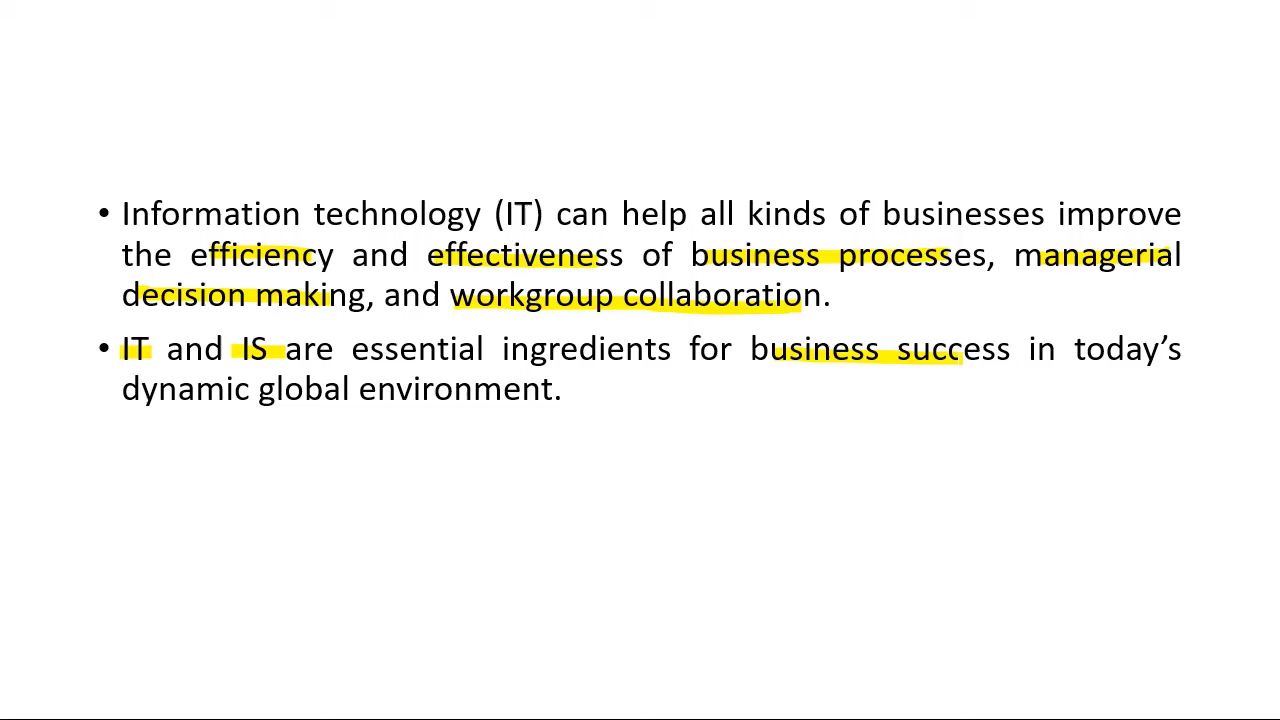 • Information technology (IT) can help all kinds of businesses improve
the efficiency and effectiveness of business processes, managerial
decision making, and workgroup collaboration.
• IT and IS are essential ingredients for business success in today’s
dynamic global environment.